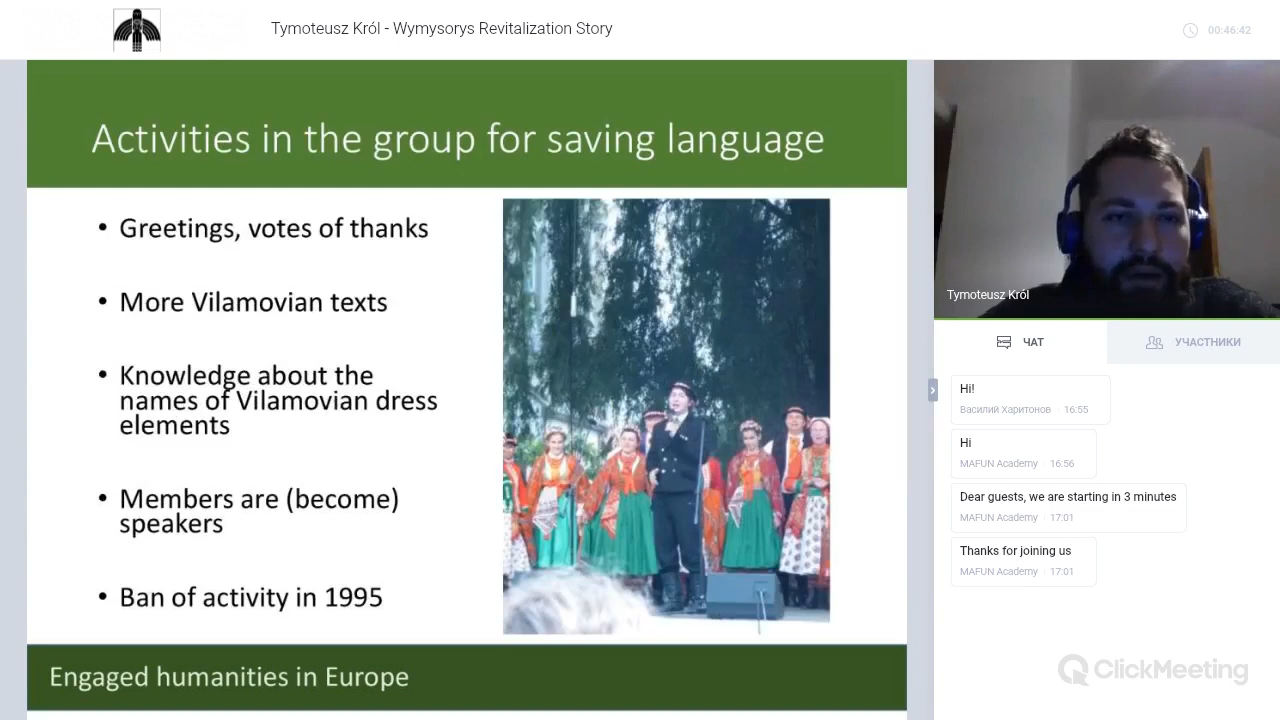 Tymoteusz Król - Wymysorys Revitalization Story
00:46:42
Activities in the group for saving language
• Greetings, votes of thanks
• More Vilamovian texts
• Knowledge about the
names of Vilamovian dress
elements
• Members are (become)
speakers
• Ban of activity in 1995
Engaged humanities in Europe
Tymoteusz Król
ЧАТ
УЧАСТНИКИ
Hi!
Василий Харитонов 16:55
Hi
MAFUN Academy 16:56
Dear guests, we are starting in 3 minutes
MAFUN Academy 17:01
Thanks for joining us
MAFUN Academy 17:01
ClickMeeting